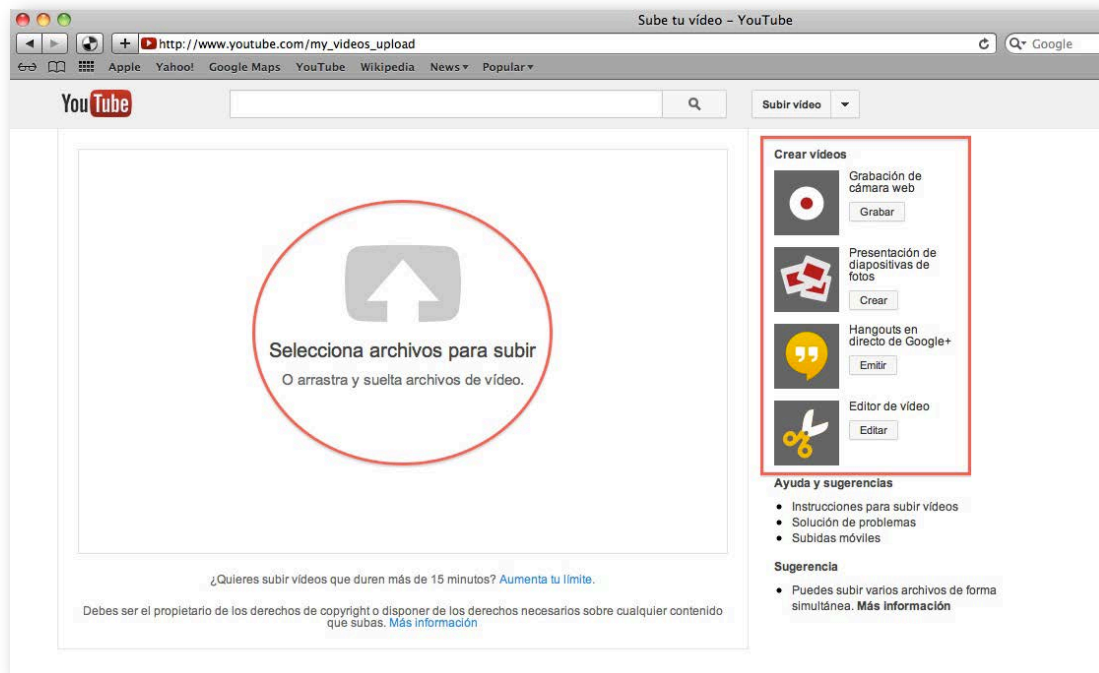 Sube tu vídeo – YouTube
http://www.youtube.com/my_videos_upload
Google
Apple Yahoo! Google Maps YouTube Wikipedia News Popular
YouTube
Subir vídeo
Selecciona archivos para subir
O arrastra y suelta archivos de vídeo.
¿Quieres subir vídeos que duren más de 15 minutos? Aumenta tu límite.
Debes ser el propietario de los derechos de copyright o disponer de los derechos necesarios sobre cualquier contenido
que subas. Más información
Crear vídeos
Grabación de
cámara web
Grabar
Presentación de
diapositivas de
fotos
Crear
Hangouts en
directo de Google+
Emitir
Editor de vídeo
Editar
Ayuda y sugerencias
Instrucciones para subir vídeos
Solución de problemas
Subidas móviles
Sugerencia
Puedes subir varios archivos de forma
simultánea. Más información